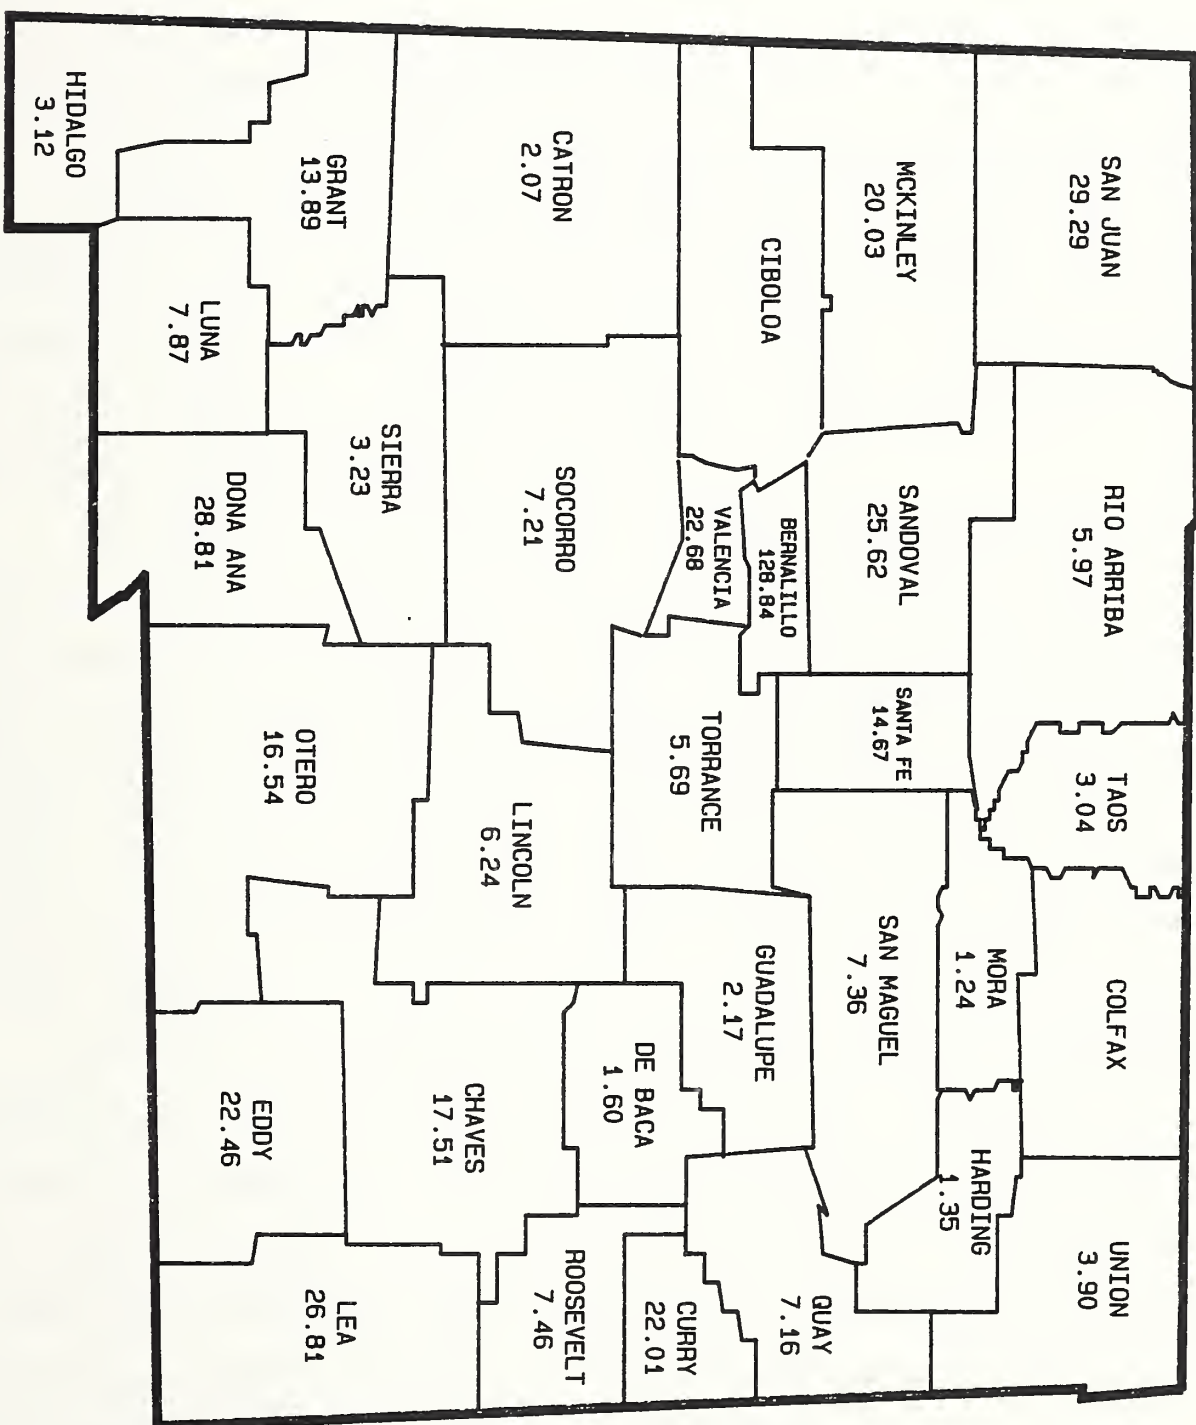 SAN JUAN
29.29
RIO ARRIBA
5.97
TAOS
3.04
COLFAX
UNION
3.90
MCKINLEY
20.03
SANDOVAL
25.62
SANTA FE
14.67
MORA
1.24
HARDING
1.35
SAN MAGUEL
7.36
CIBOLOA
BERNALILLO
128.84
VALENCIA
22.68
TORRANCE
5.69
GUADALUPE
2.17
QUAY
7.16
CATRON
2.07
SOCORRO
7.21
LINCOLN
6.24
DE BACA
1.60
CURRY
22.01
ROOSEVELT
7.46
GRANT
13.89
SIERRA
3.23
CHAVES
17.51
HIDALGO
3.12
LUNA
7.87
DONA ANA
28.81
OTERO
16.54
EDDY
22.46
LEA
26.81